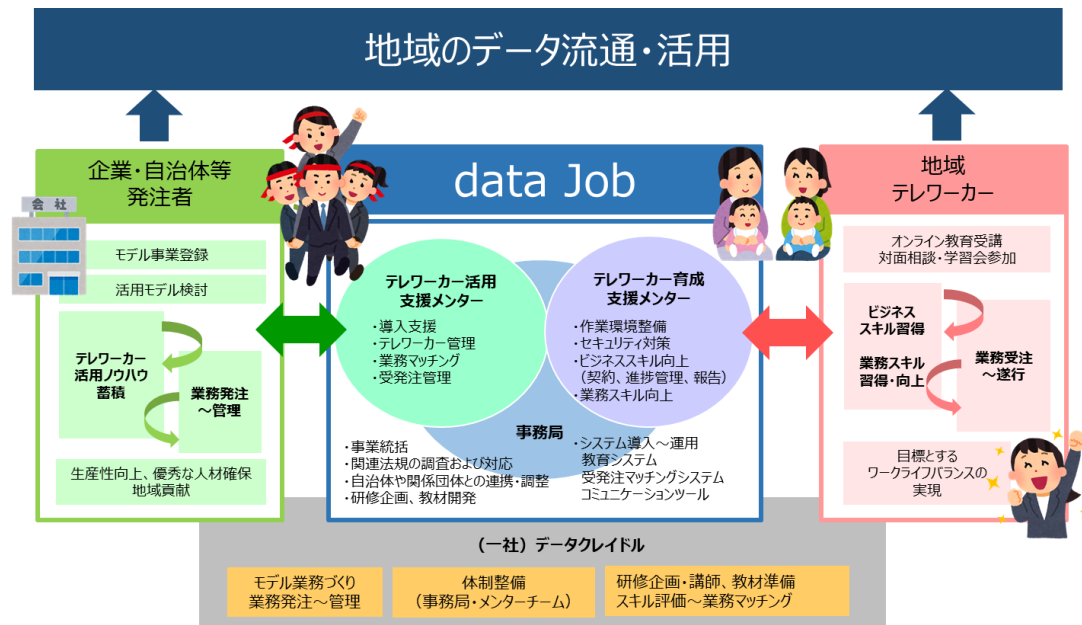 地域のデータ流通・活用
企業・自治体等
発注者
会社
モデル事業登録
活用モデル検討
テレワーカー
活用ノウハウ
蓄積
業務発注
～管理
生産性向上、優秀な人材確保
地域貢献
data Job
テレワーカー活用
支援メンター
・導入支援
・テレワーカー管理
・業務マッチング
・受発注管理
テレワーカー育成
支援メンター
・作業環境整備
・セキュリティ対策
・ビジネススキル向上
（契約、進捗管理、報告）
・業務スキル向上
事務局
・事業統括
・関連法規の調査および対応
・自治体や関係団体との連携・調整
・研修企画、教材開発
・システム導入～運用
教育システム
受発注マッチングシステム
コミュニケーションツール
地域
テレワーカー
オンライン教育受講
対面相談・学習会参加
ビジネス
スキル習得
業務スキル
習得・向上
業務受注
～遂行
目標とする
ワークライフバランスの
実現
（一社）データクレイドル
モデル業務づくり
業務発注～管理
体制整備
（事務局・メンターチーム）
研修企画・講師、教材準備
スキル評価～業務マッチング